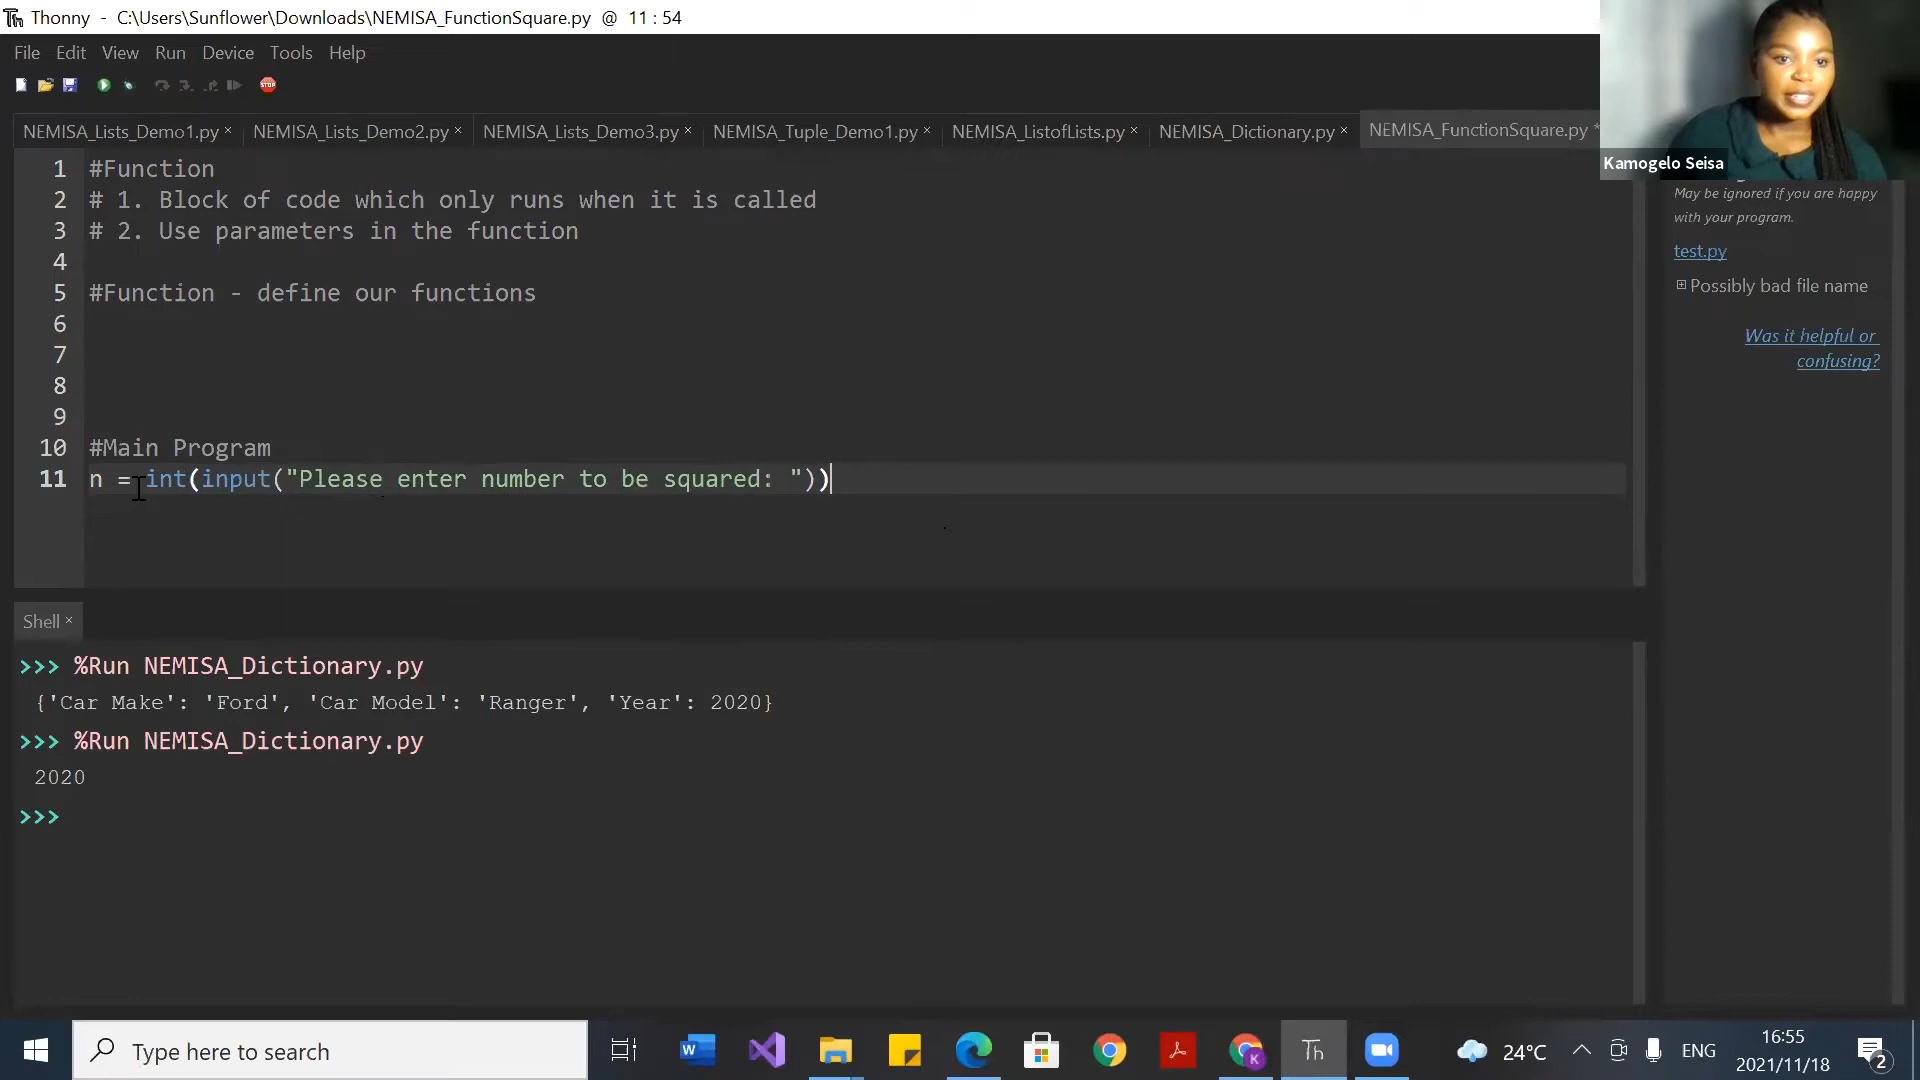 Thonny - C:\Users\Sunflower\Downloads\NEMISA_FunctionSquare.py @ 11 : 54
File Edit View Run Device Tools Help
NEMISA_Lists_Demo1.py × NEMISA_Lists_Demo2.py × NEMISA_Lists_Demo3.py × NEMISA_Tuple_Demo1.py × NEMISA_ListofLists.py × NEMISA_Dictionary.py × NEMISA_FunctionSquare.py *
Kamogelo Seisa
1 #Function
2 # 1. Block of code which only runs when it is called
3 # 2. Use parameters in the function
4
5 #Function - define our functions
6
7
8
9
10 #Main Program
11 n = int(input("Please enter number to be squared: "))
May be ignored if you are happy
with your program.
test.py
Possibly bad file name
Was it helpful or
confusing?
Shell ×
>>> %Run NEMISA_Dictionary.py
{'Car Make': 'Ford', 'Car Model': 'Ranger', 'Year': 2020}
>>> %Run NEMISA_Dictionary.py
2020
>>>
Type here to search
24°C
ENG
16:55
2021/11/18
2